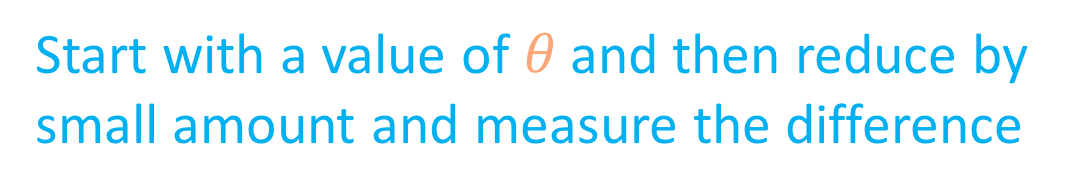 Start with a value of θ and then reduce by
small amount and measure the difference